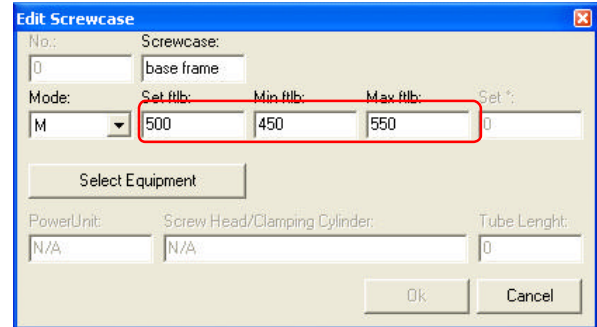 Edit Screwcase
No.: Screwcase:
0 base frame
Mode: Set ftlb: Min ftlb: Max ftlb: Set °:
M 500 450 550 0
Select Equipment
PowerUnit: Screw Head/Clamping Cylinder: Tube Lenght:
N/A N/A 0
Ok Cancel